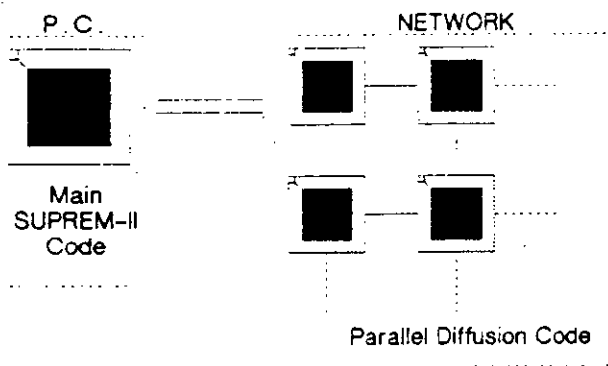 P.C.
NETWORK
Main
SUPREM-II
Code
Parallel Diffusion Code